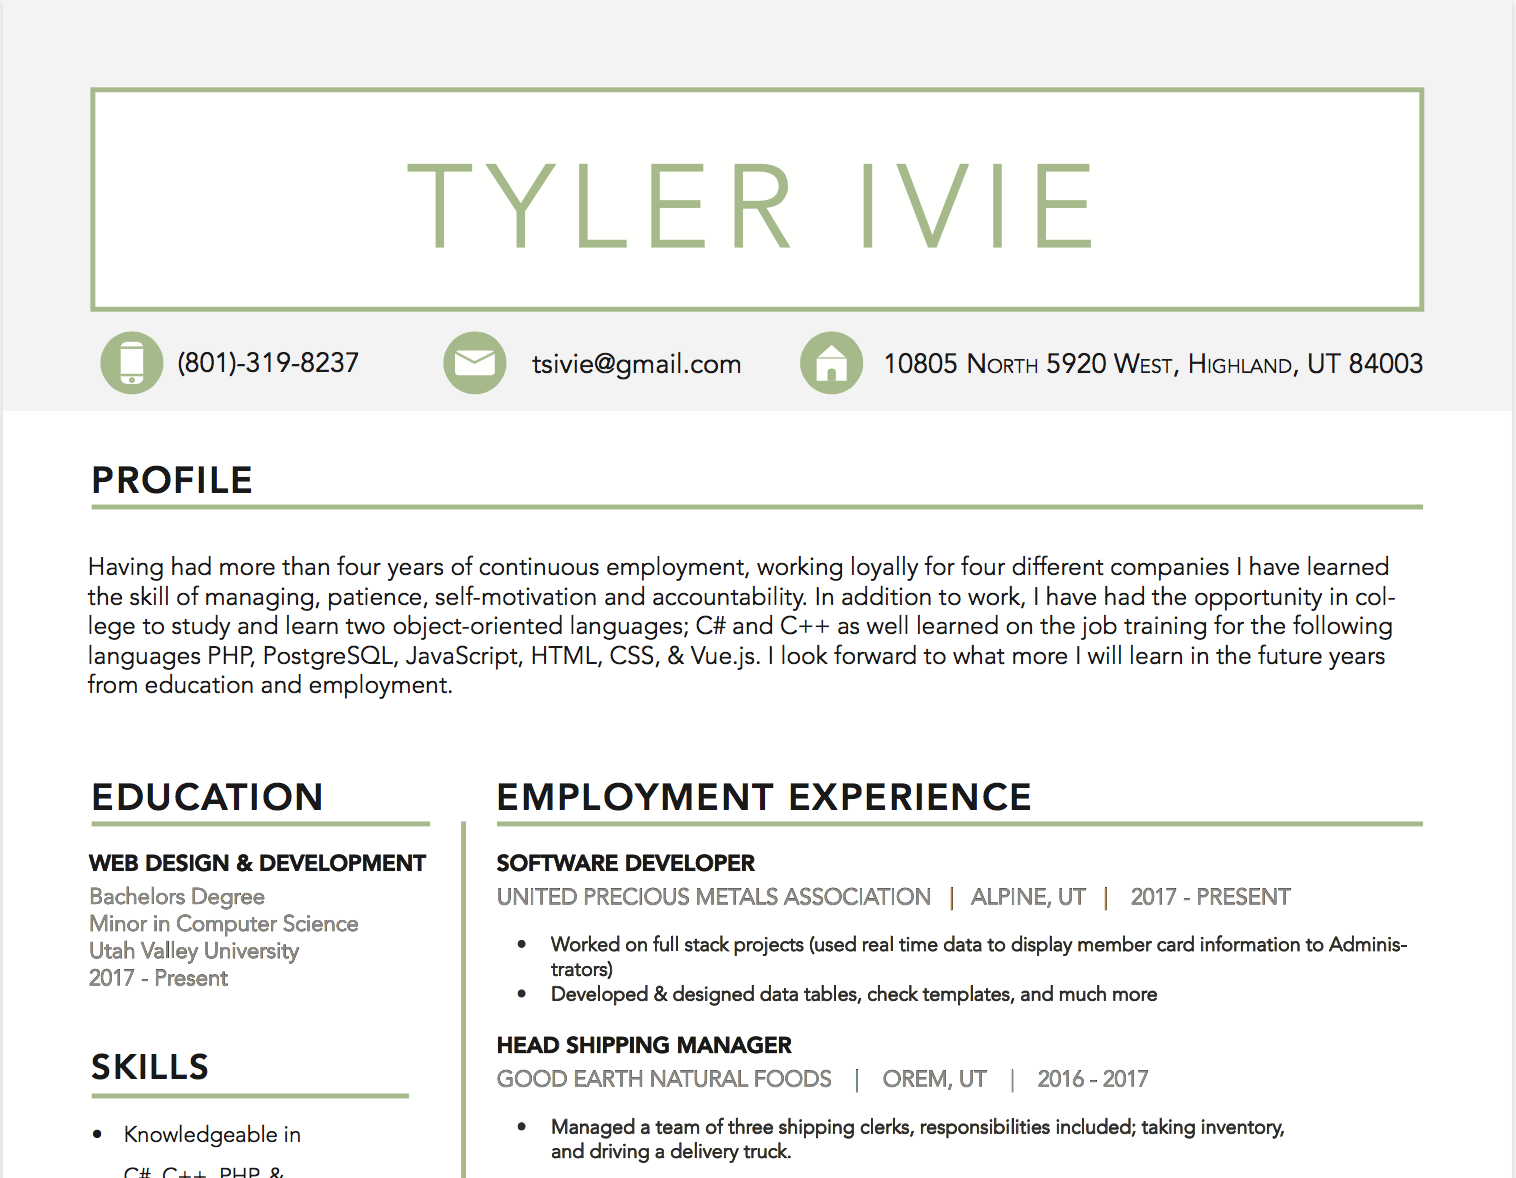 TYLER IVIE
(801)-319-8237
tsivie@gmail.com
10805 North 5920 West, Highland, UT 84003
PROFILE
Having had more than four years of continuous employment, working loyally for four different companies I have learned
the skill of managing, patience, self-motivation and accountability. In addition to work, I have had the opportunity in col-
lege to study and learn two object-oriented languages; C# and C++ as well learned on the job training for the following
languages PHP, PostgreSQL, JavaScript, HTML, CSS, & Vue.js. I look forward to what more I will learn in the future years
from education and employment.
EDUCATION
WEB DESIGN & DEVELOPMENT
Bachelors Degree
Minor in Computer Science
Utah Valley University
2017 - Present
SKILLS
• Knowledgeable in
C#, C++, PHP, &
EMPLOYMENT EXPERIENCE
SOFTWARE DEVELOPER
UNITED PRECIOUS METALS ASSOCIATION | ALPINE, UT | 2017 - PRESENT
• Worked on full stack projects (used real time data to display member card information to Adminis-
trators)
• Developed & designed data tables, check templates, and much more
HEAD SHIPPING MANAGER
GOOD EARTH NATURAL FOODS | OREM, UT | 2016 - 2017
• Managed a team of three shipping clerks, responsibilities included; taking inventory,
and driving a delivery truck.